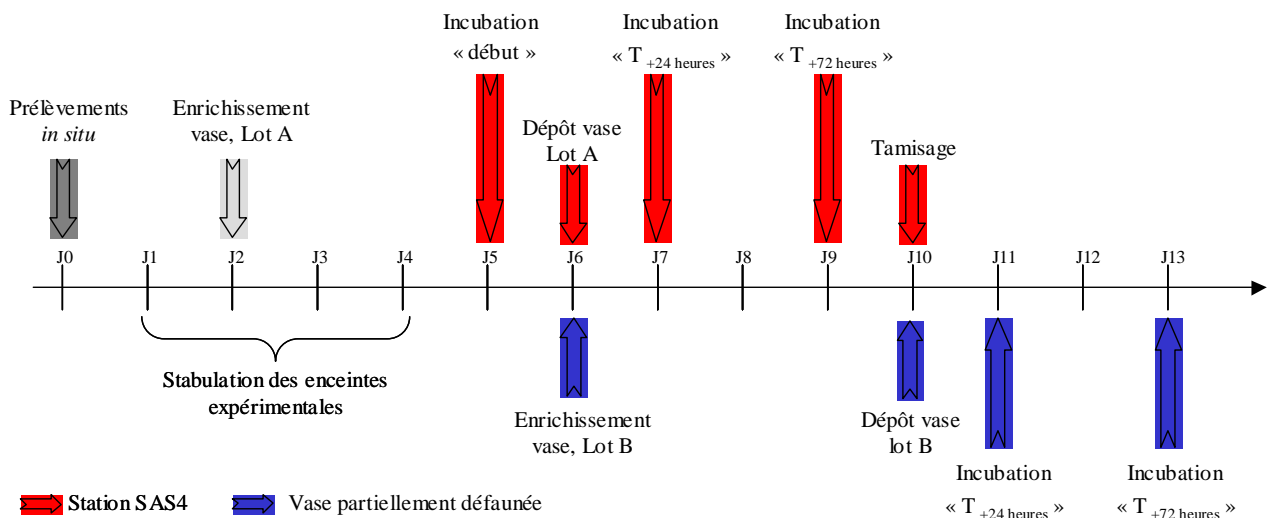 Prélèvements
in situ
Enrichissement
vase, Lot A
Incubation
« début »
Dépôt vase
Lot A
Incubation
« T +24 heures »
Incubation
« T +72 heures »
Tamisage
J0 J1 J2 J3 J4 J5 J6 J7 J8 J9 J10 J11 J12 J13
Stabulation des enceintes
expérimentales
Enrichissement
vase, Lot B
Dépôt vase
lot B
Incubation
« T +24 heures »
Incubation
« T +72 heures »
Station SAS4
Vase partiellement défaunée